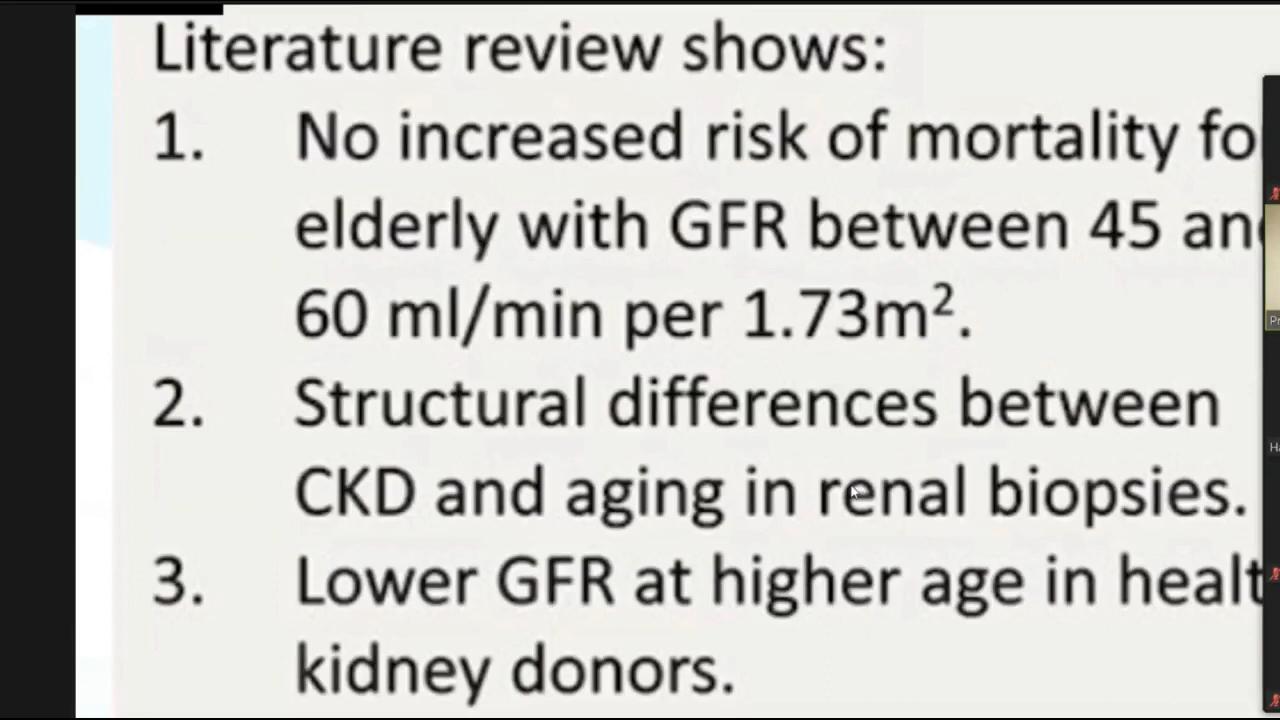 Literature review shows:
1. No increased risk of mortality fo
elderly with GFR between 45 an
60 ml/min per 1.73m².
2. Structural differences between
CKD and aging in renal biopsies.
3. Lower GFR at higher age in healt
kidney donors.
Pr
Ha